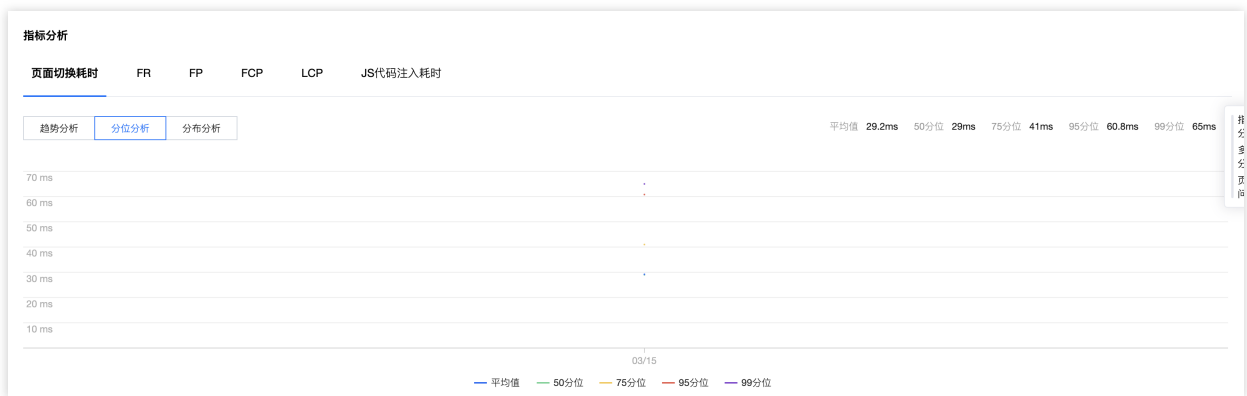 指标分析
页面切换耗时 FR FP FCP LCP JS代码注入耗时
趋势分析 分位分析 分布分析 平均值 29.2ms 50分位 29ms 75分位 41ms 95分位 60.8ms 99分位 65ms
70 ms
60 ms
50 ms
40 ms
30 ms
20 ms
10 ms
03/15
平均值 50分位 75分位 95分位 99分位